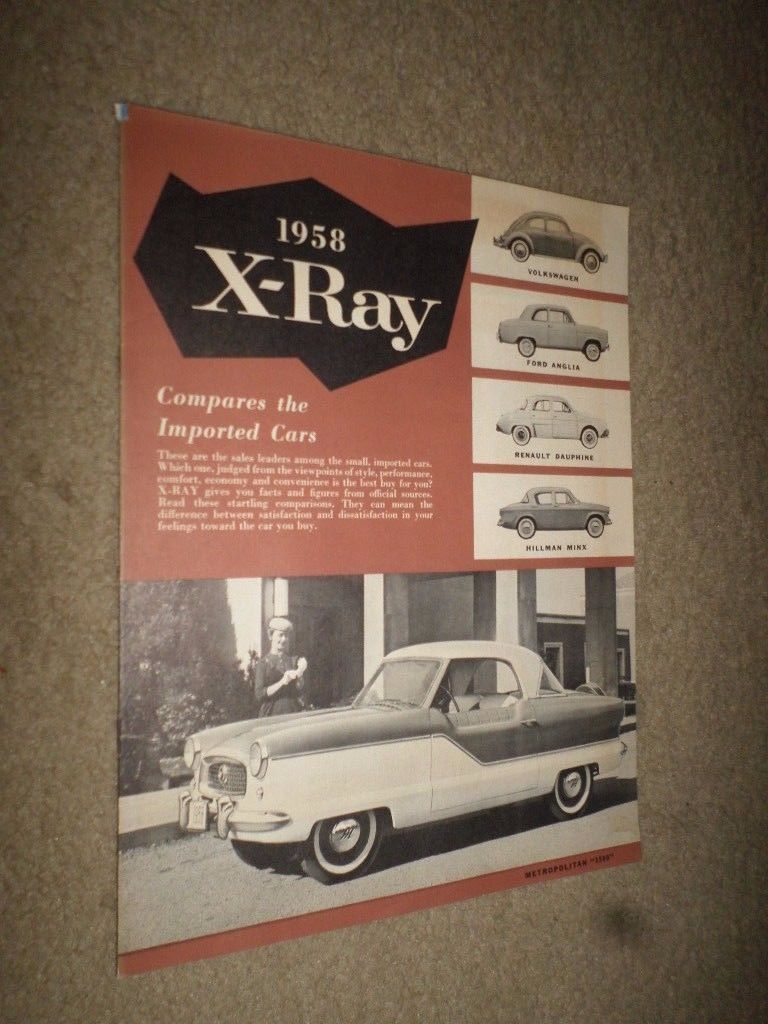 1958
X-Ray
Compares the
Imported Cars
These are the sales leaders among the small, imported cars.
Which one, judged from the viewpoints of style, performance,
comfort, economy and convenience is the best buy for you?
X-RAY gives you facts and figures from official sources.
Read these startling comparisons. They can mean the
difference between satisfaction and dissatisfaction in your
feelings toward the car you buy.
VOLKSWAGEN
FORD ANGLIA
RENAULT DAUPHINE
HILLMAN MINX
METROPOLITAN "1500"